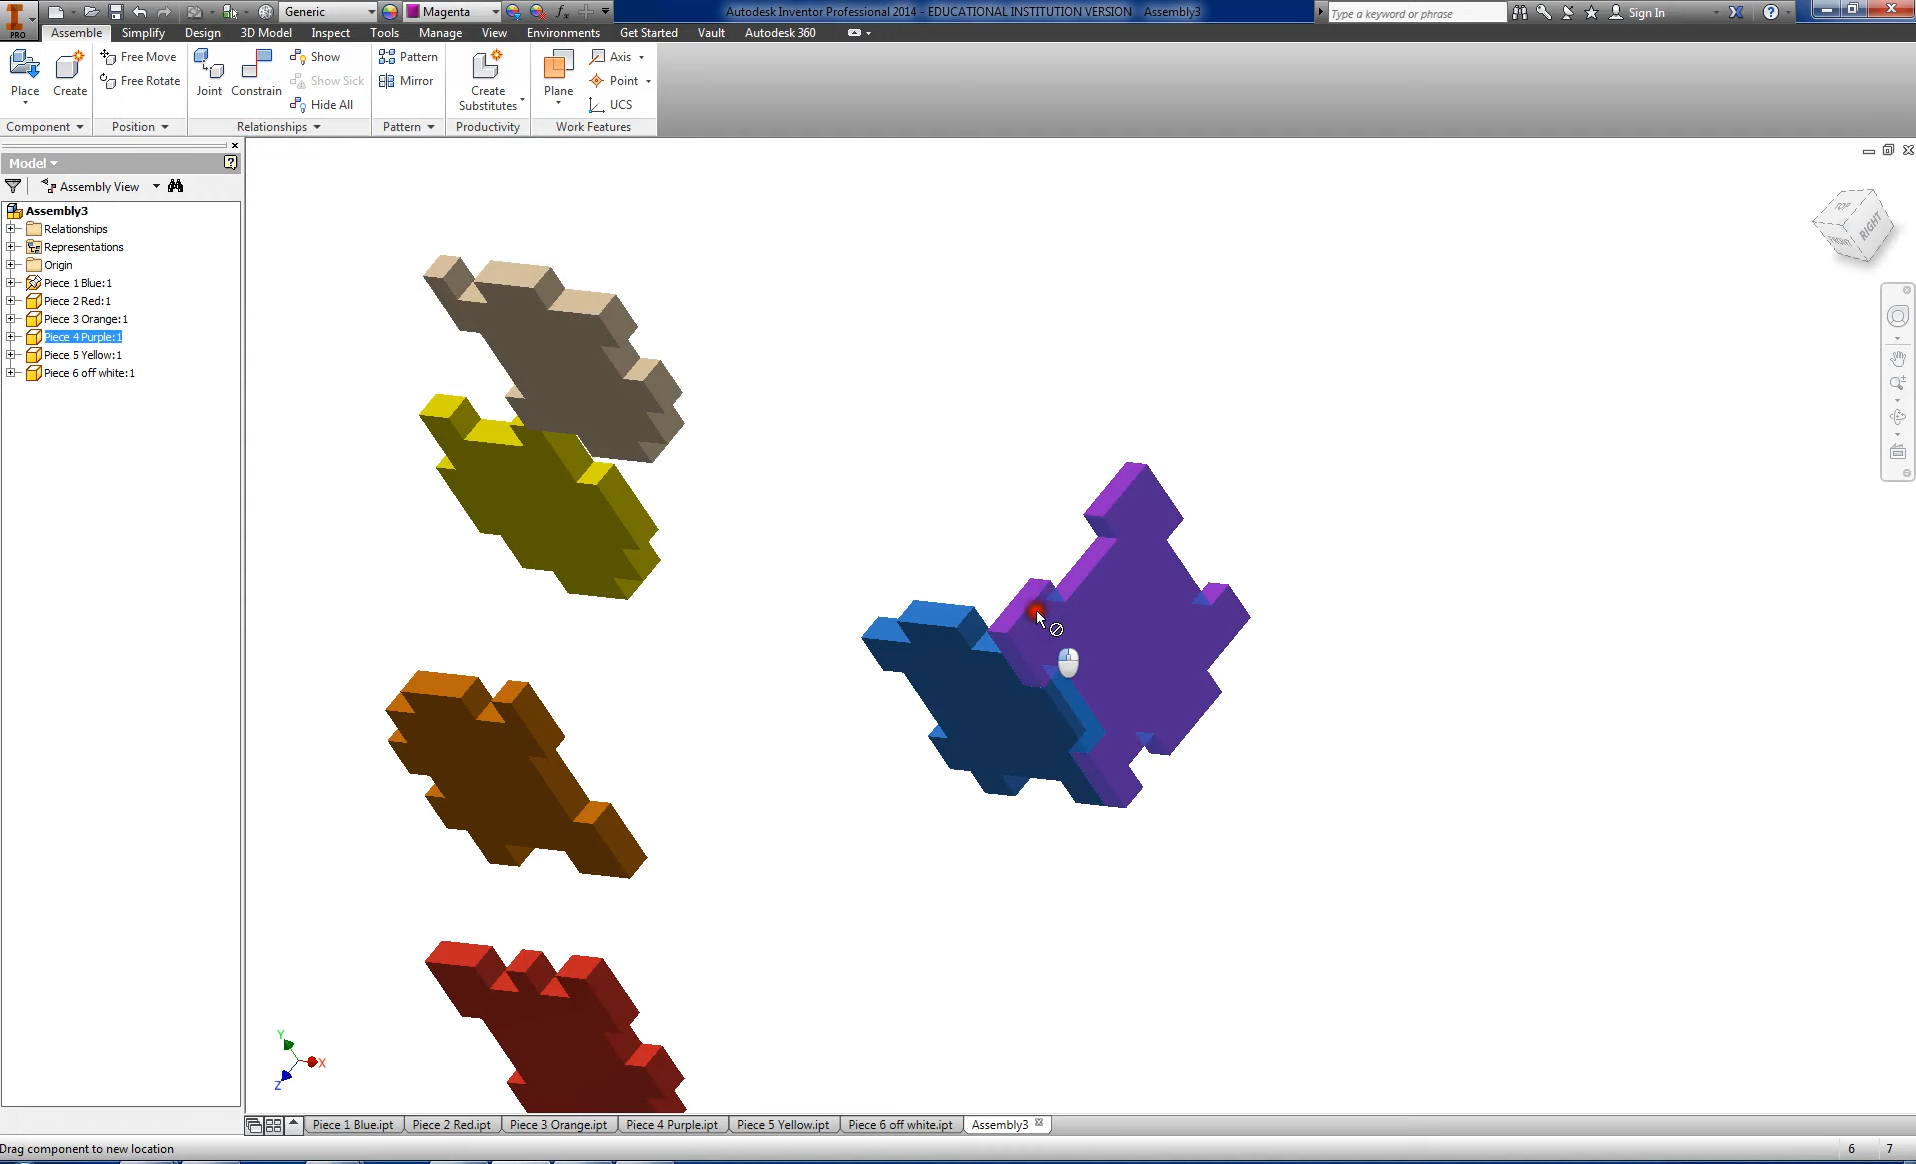 PRO
Generic
Magenta
fx
Autodesk Inventor Professional 2014 - EDUCATIONAL INSTITUTION VERSION Assembly3
Type a keyword or phrase
Sign In
Assemble Simplify Design 3D Model Inspect Tools Manage View Environments Get Started Vault Autodesk 360
Place
Create
Free Move
Free Rotate
Joint
Constrain
Show
Show Sick
Hide All
Pattern
Mirror
Create
Substitutes
Plane
Axis
Point
UCS
Component
Position
Relationships
Pattern
Productivity
Work Features
Model
Assembly View
Assembly3
Relationships
Representations
Origin
Piece 1 Blue:1
Piece 2 Red:1
Piece 3 Orange:1
Piece 4 Purple:1
Piece 5 Yellow:1
Piece 6 off white:1
TOP
FRONT
RIGHT
Y
X
Z
Piece 1 Blue.ipt
Piece 2 Red.ipt
Piece 3 Orange.ipt
Piece 4 Purple.ipt
Piece 5 Yellow.ipt
Piece 6 off white.ipt
Assembly3
Drag component to new location
6 7